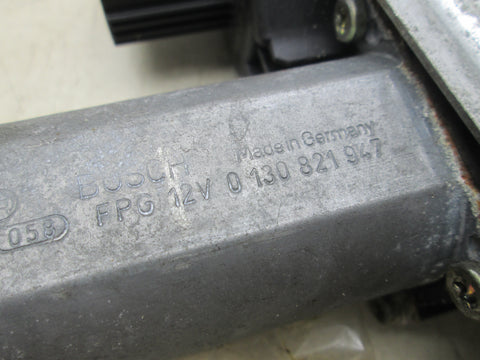 BOSCH Made in Germany
058 FPG 12V 0 130 821 947